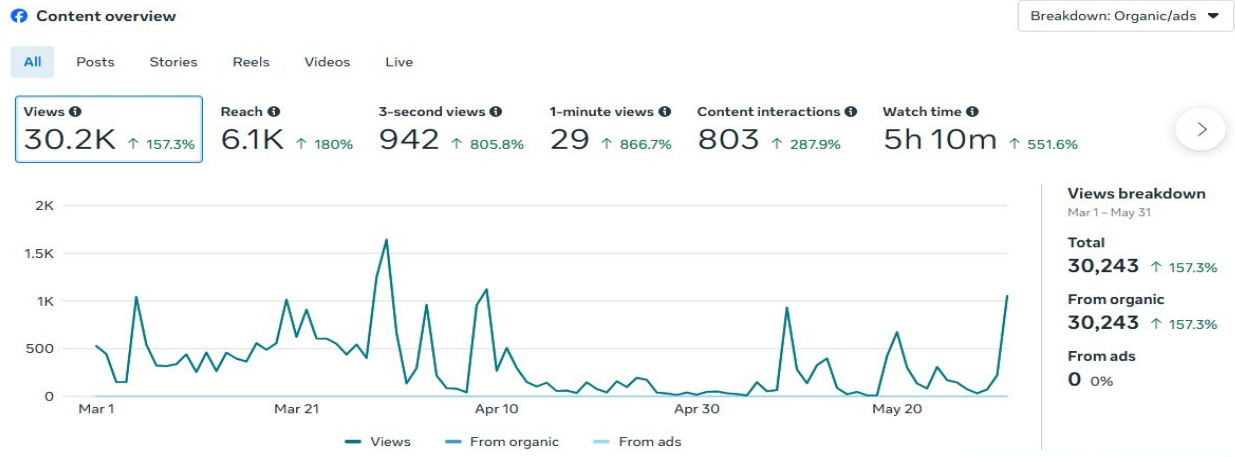 Content overview
Breakdown: Organic/ads
All Posts Stories Reels Videos Live
Views Reach 3-second views 1-minute views Content interactions Watch time
30.2K ↑ 157.3% 6.1K ↑ 180% 942 ↑ 805.8% 29 ↑ 866.7% 803 ↑ 287.9% 5h 10m ↑ 551.6%
2K
1.5K
1K
500
0
Mar 1 Mar 21 Apr 10 Apr 30 May 20
Views From organic From ads
Views breakdown
Mar 1 – May 31
Total
30,243 ↑ 157.3%
From organic
30,243 ↑ 157.3%
From ads
0 0%